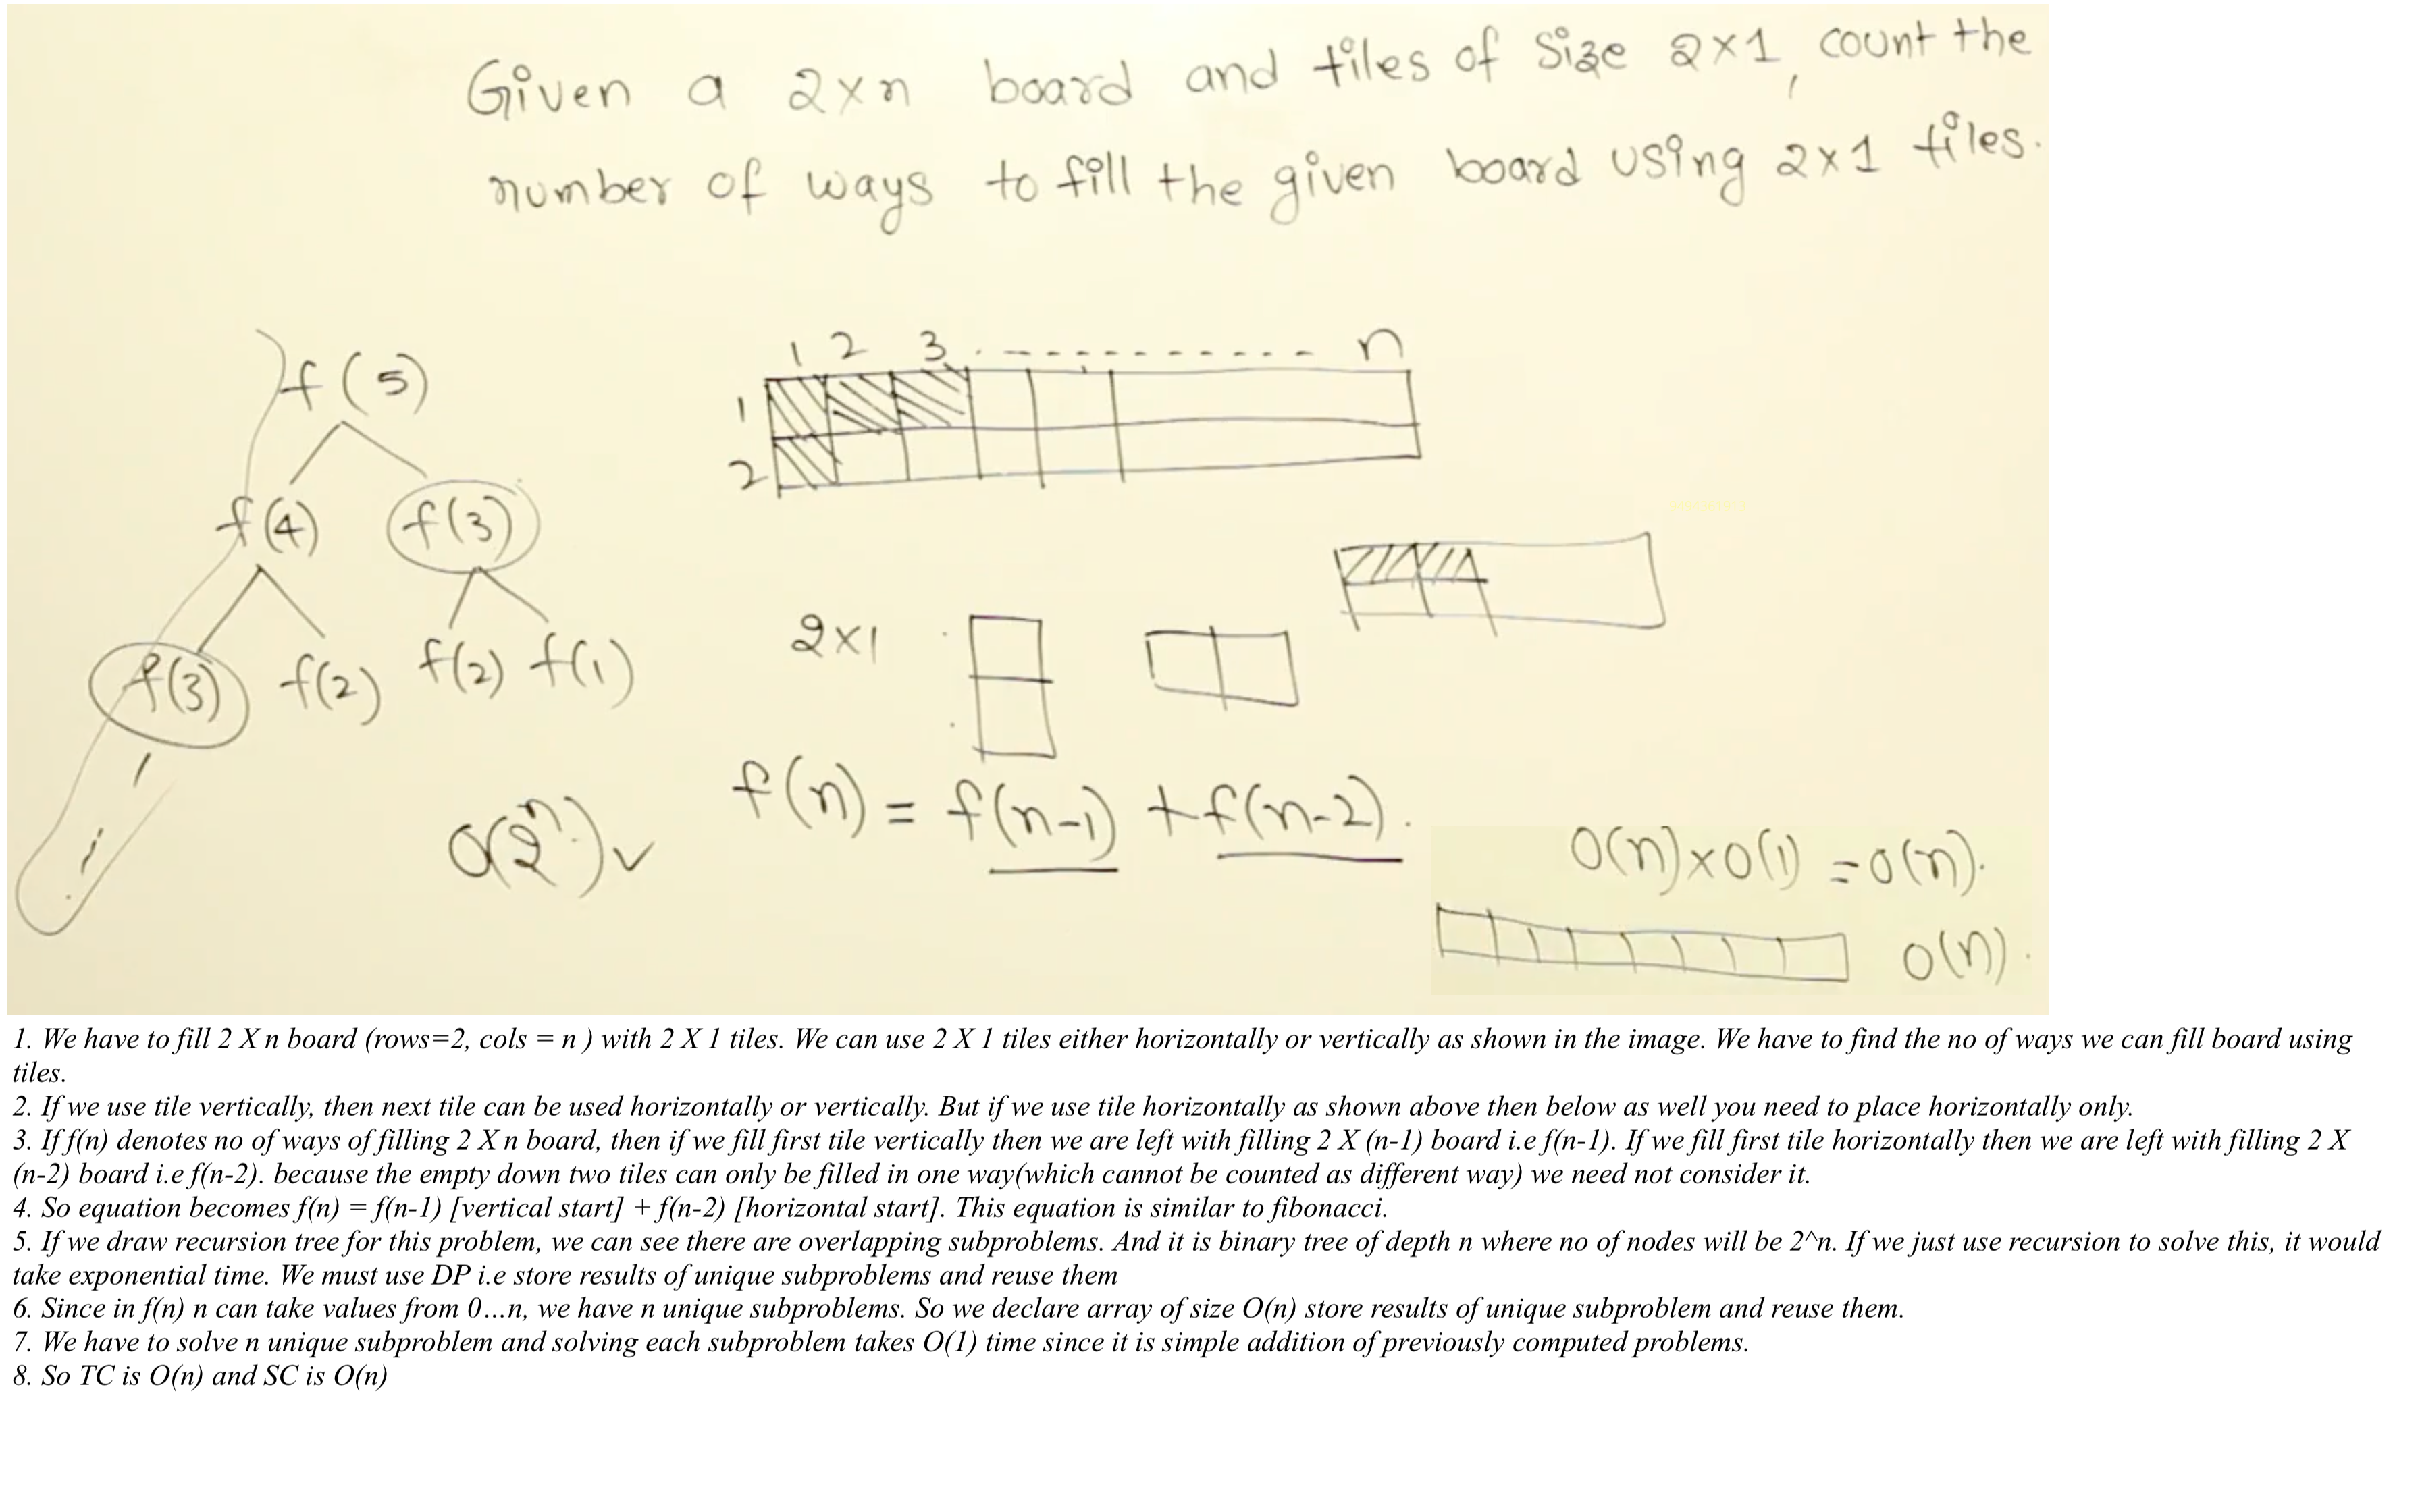 Given a 2×n board and tiles of size 2×1, count the
number of ways to fill the given board using 2×1 tiles.
1 2 3 n
1
2
f(5)
f(4) f(3)
f(3) f(2) f(2) f(1)
2×1
f(n) = f(n-1) + f(n-2).
O(2^n)
O(n)×O(1) = O(n).
O(n).
1. We have to fill 2 X n board (rows=2, cols = n ) with 2 X 1 tiles. We can use 2 X 1 tiles either horizontally or vertically as shown in the image. We have to find the no of ways we can fill board using
tiles.
2. If we use tile vertically, then next tile can be used horizontally or vertically. But if we use tile horizontally as shown above then below as well you need to place horizontally only.
3. If f(n) denotes no of ways of filling 2 X n board, then if we fill first tile vertically then we are left with filling 2 X (n-1) board i.e f(n-1). If we fill first tile horizontally then we are left with filling 2 X
(n-2) board i.e f(n-2). because the empty down two tiles can only be filled in one way(which cannot be counted as different way) we need not consider it.
4. So equation becomes f(n) = f(n-1) [vertical start] + f(n-2) [horizontal start]. This equation is similar to fibonacci.
5. If we draw recursion tree for this problem, we can see there are overlapping subproblems. And it is binary tree of depth n where no of nodes will be 2^n. If we just use recursion to solve this, it would
take exponential time. We must use DP i.e store results of unique subproblems and reuse them
6. Since in f(n) n can take values from 0...n, we have n unique subproblems. So we declare array of size O(n) store results of unique subproblem and reuse them.
7. We have to solve n unique subproblem and solving each subproblem takes O(1) time since it is simple addition of previously computed problems.
8. So TC is O(n) and SC is O(n)